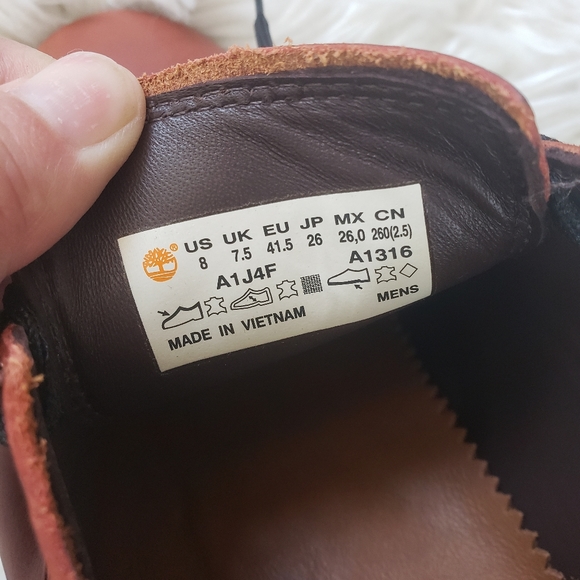 ® US UK EU JP MX CN
8 7.5 41.5 26 26,0 260(2.5)
A1J4F A1316
MENS
MADE IN VIETNAM